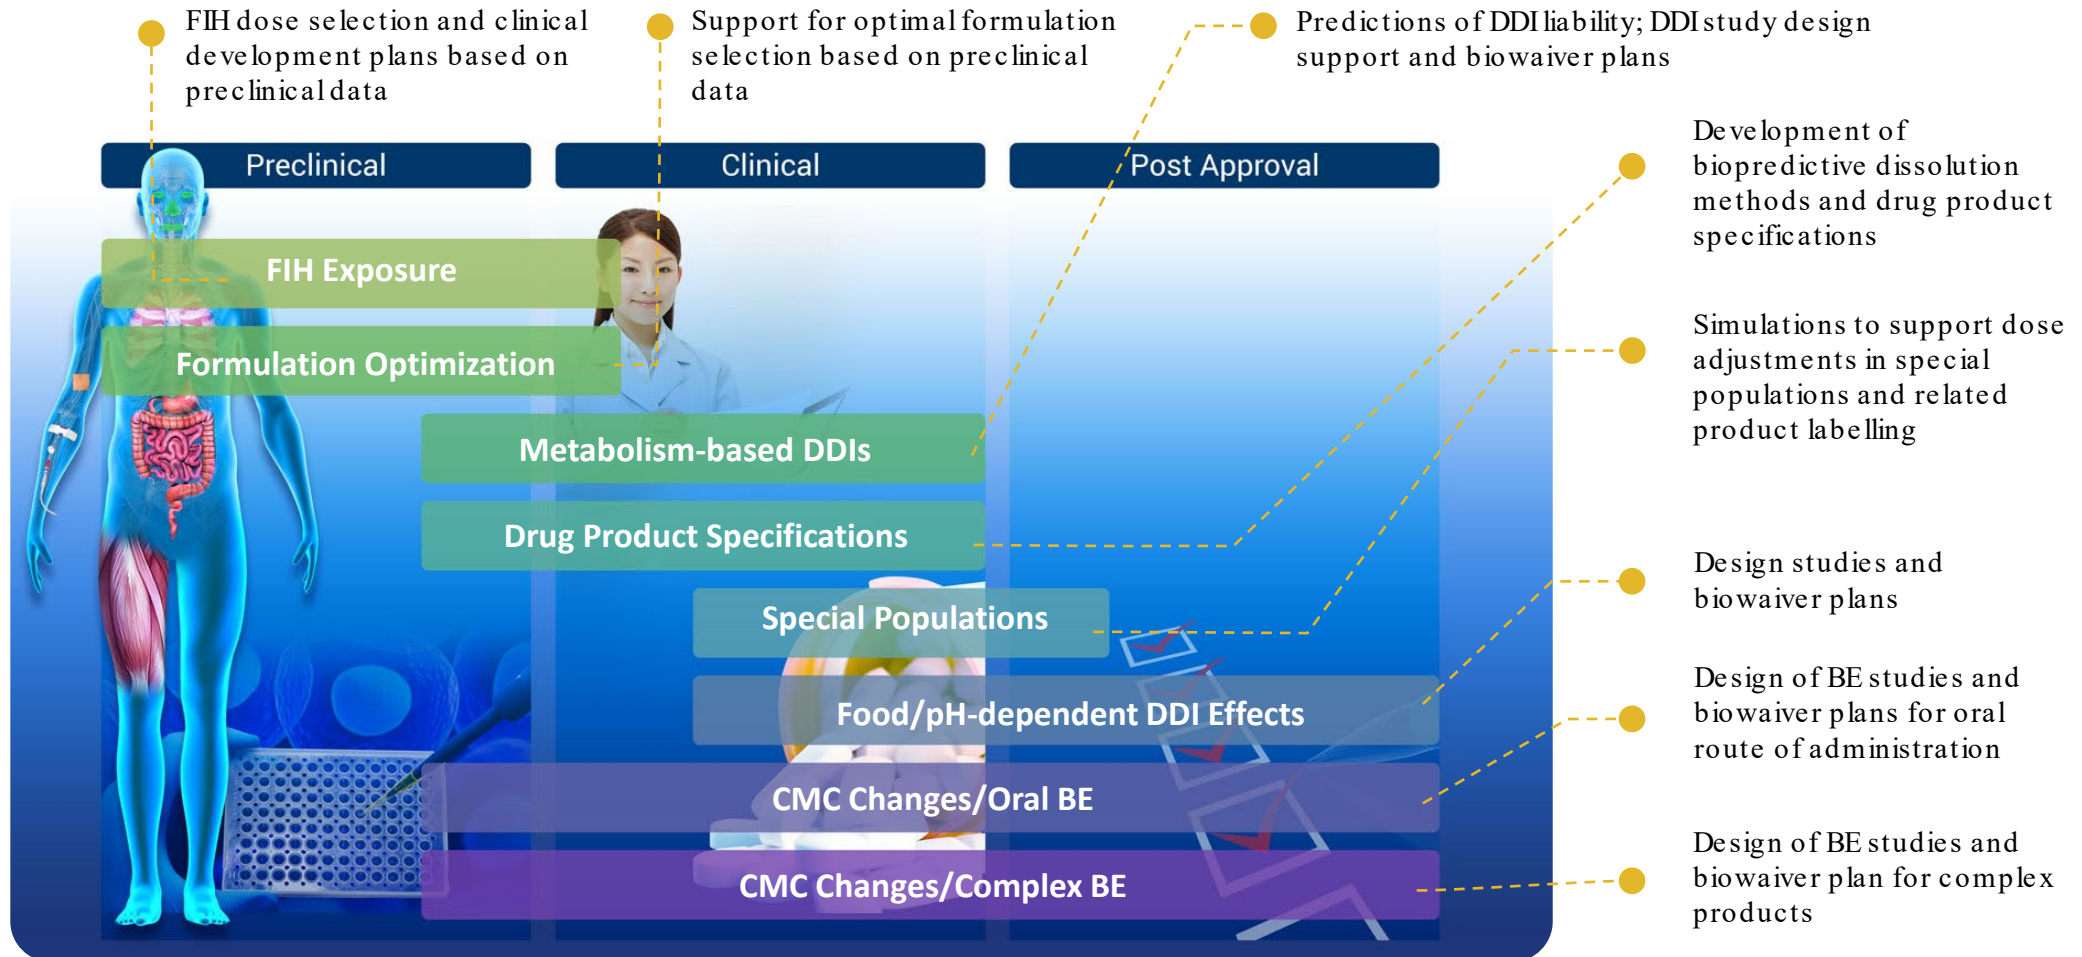 FIH dose selection and clinical
development plans based on
preclinical data
Support for optimal formulation
selection based on preclinical
data
Predictions of DDI liability; DDI study design
support and biowaiver plans
Preclinical
Clinical
Post Approval
FIH Exposure
Formulation Optimization
Metabolism-based DDIs
Drug Product Specifications
Special Populations
Food/pH-dependent DDI Effects
CMC Changes/Oral BE
CMC Changes/Complex BE
Development of
biopredictive dissolution
methods and drug product
specifications
Simulations to support dose
adjustments in special
populations and related
product labelling
Design studies and
biowaiver plans
Design of BE studies and
biowaiver plans for oral
route of administration
Design of BE studies and
biowaiver plan for complex
products